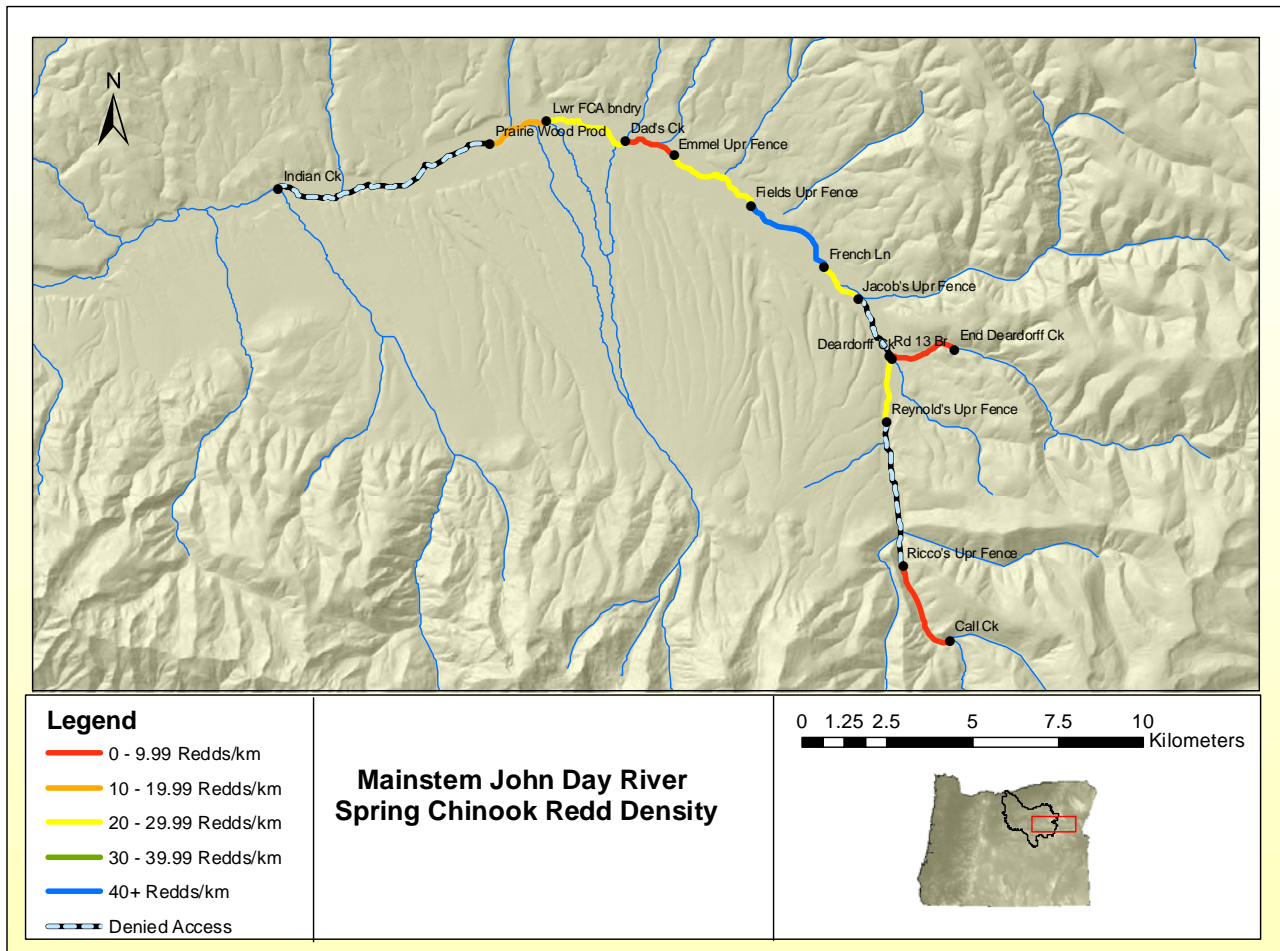 N
Lwr FCA bndry
Prairie Wood Prod
Dad's Ck
Emmel Upr Fence
Indian Ck
Fields Upr Fence
French Ln
Jacob's Upr Fence
Deardorff Ck
Rd 13 Br
End Deardorff Ck
Reynold's Upr Fence
Ricco's Upr Fence
Call Ck
Legend
0 - 9.99 Redds/km
10 - 19.99 Redds/km
20 - 29.99 Redds/km
30 - 39.99 Redds/km
40+ Redds/km
Denied Access
Mainstem John Day River
Spring Chinook Redd Density
0 1.25 2.5 5 7.5 10
Kilometers